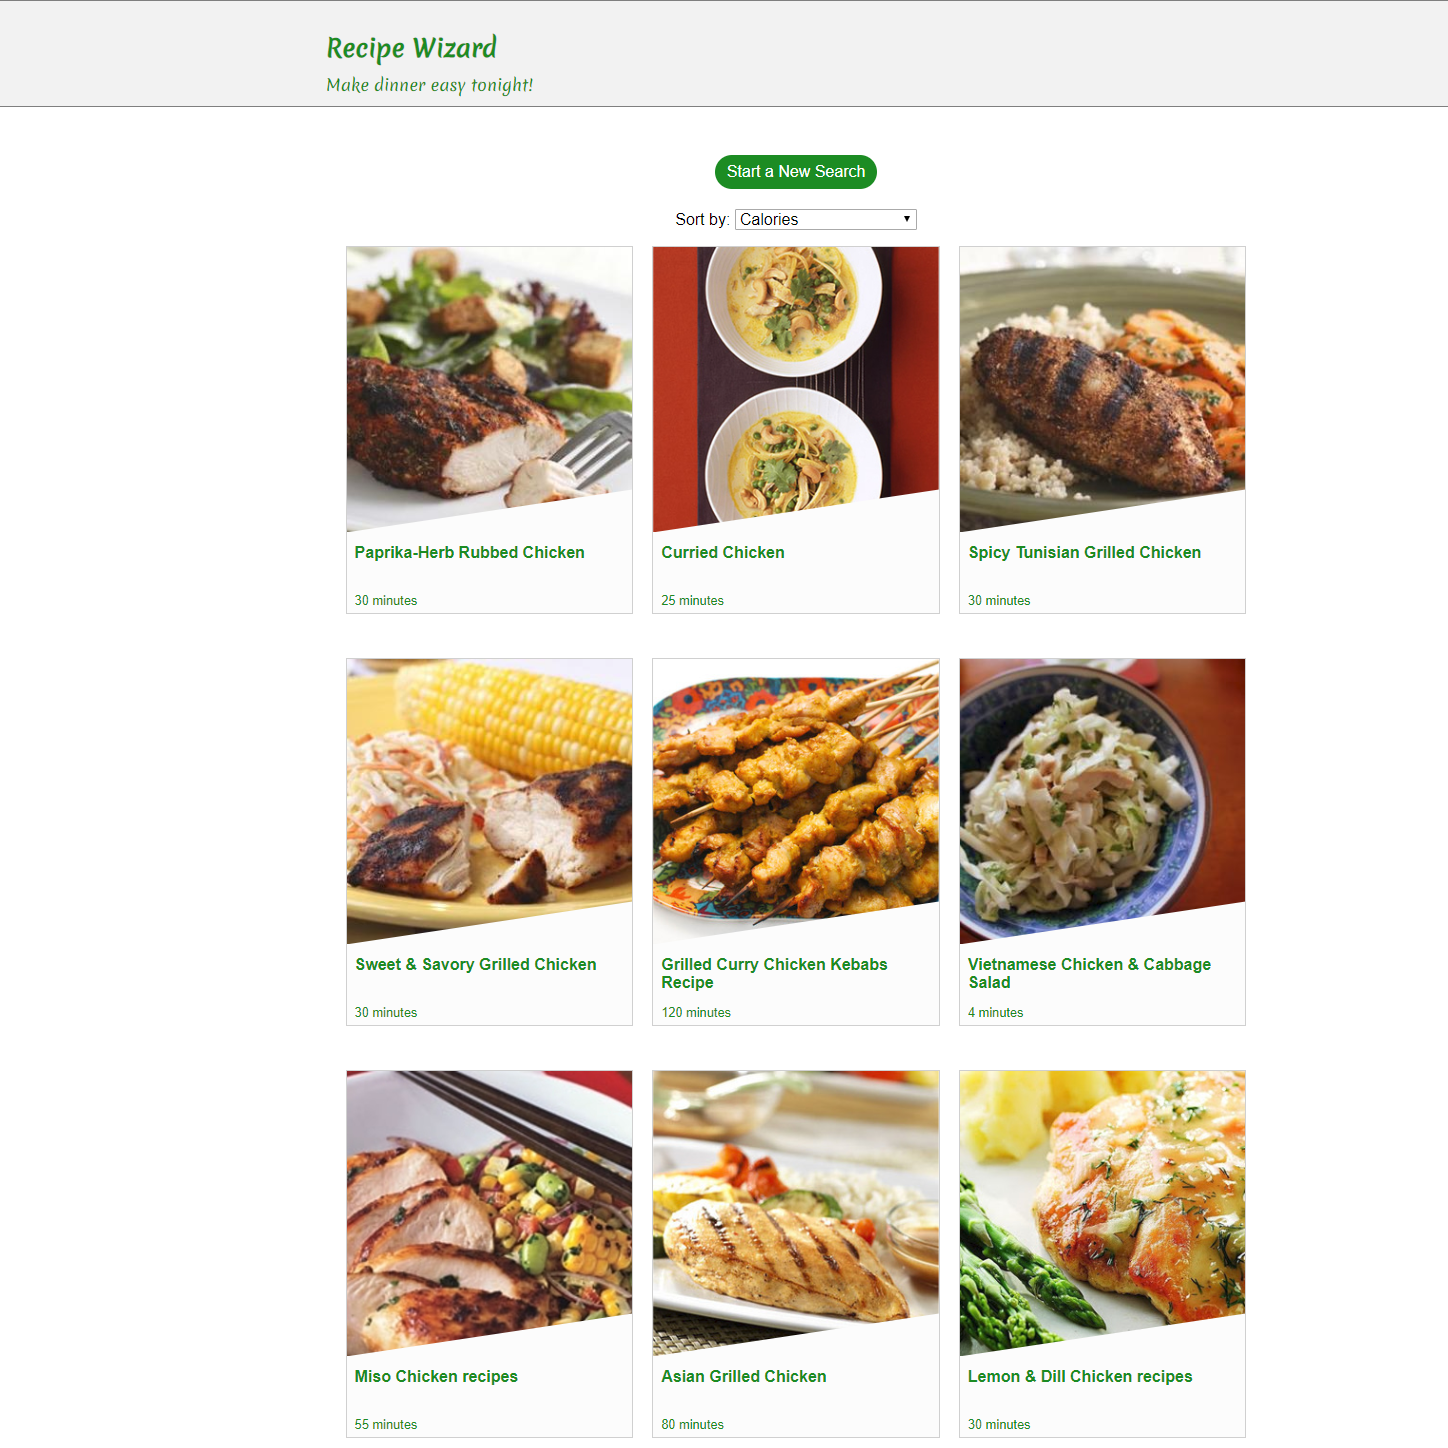 Recipe Wizard
Make dinner easy tonight!
Start a New Search
Sort by: Calories
Paprika-Herb Rubbed Chicken
30 minutes
Curried Chicken
25 minutes
Spicy Tunisian Grilled Chicken
30 minutes
Sweet & Savory Grilled Chicken
30 minutes
Grilled Curry Chicken Kebabs
Recipe
120 minutes
Vietnamese Chicken & Cabbage
Salad
4 minutes
Miso Chicken recipes
55 minutes
Asian Grilled Chicken
80 minutes
Lemon & Dill Chicken recipes
30 minutes